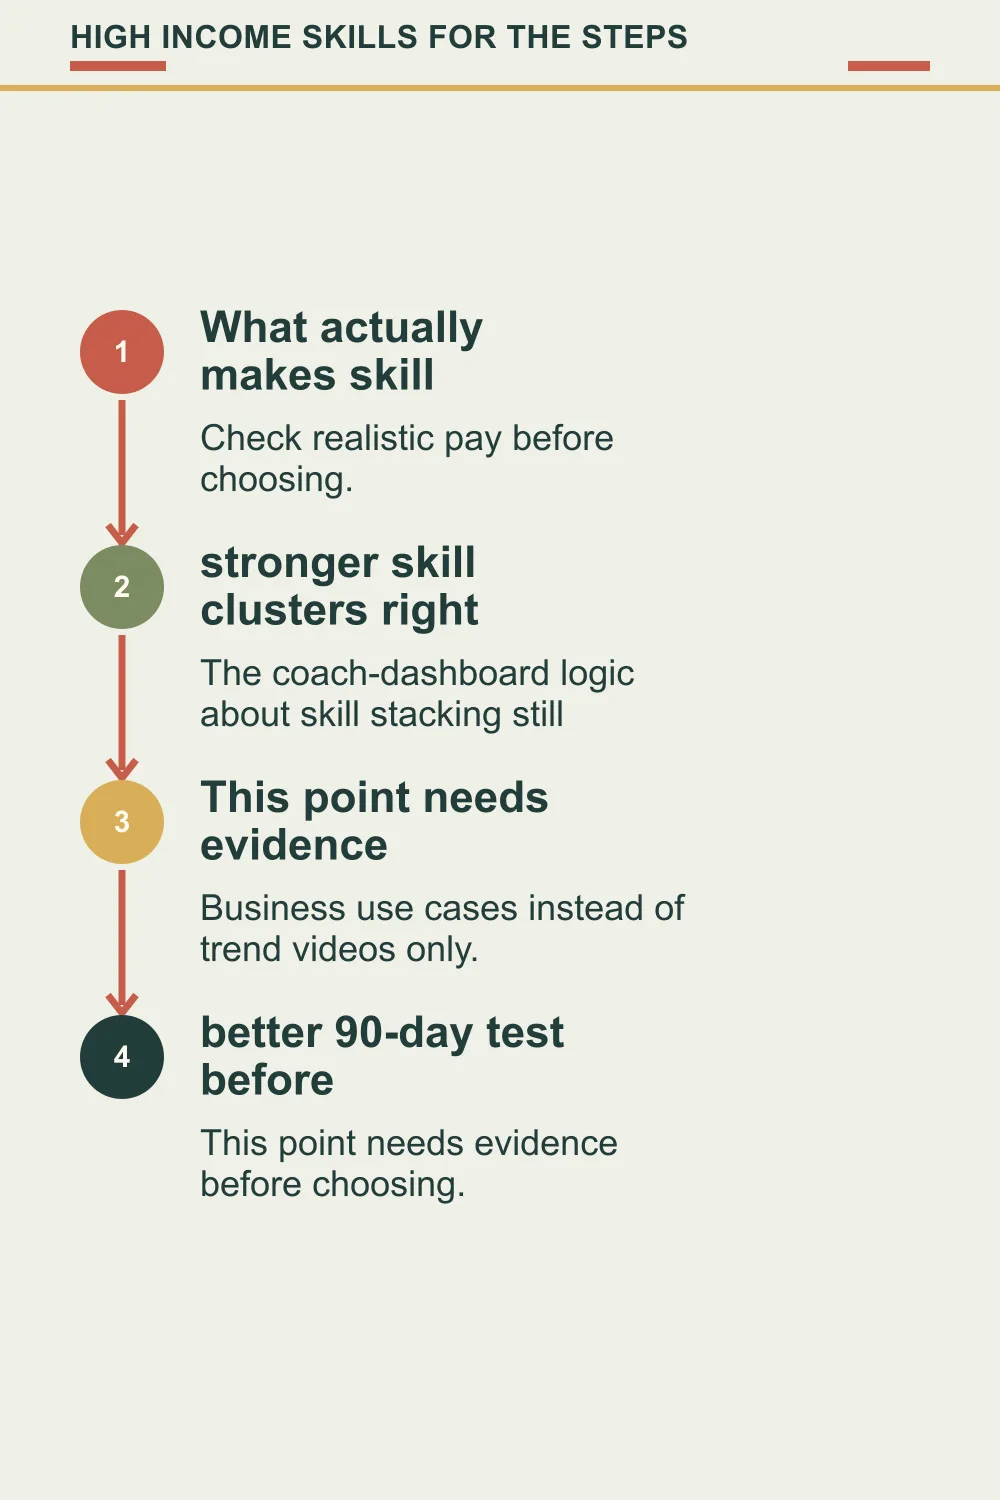 HIGH INCOME SKILLS FOR THE STEPS
1
What actually
makes skill
Check realistic pay before
choosing.
2
stronger skill
clusters right
The coach-dashboard logic
about skill stacking still
3
This point needs
evidence
Business use cases instead of
trend videos only.
4
better 90-day test
before
This point needs evidence
before choosing.